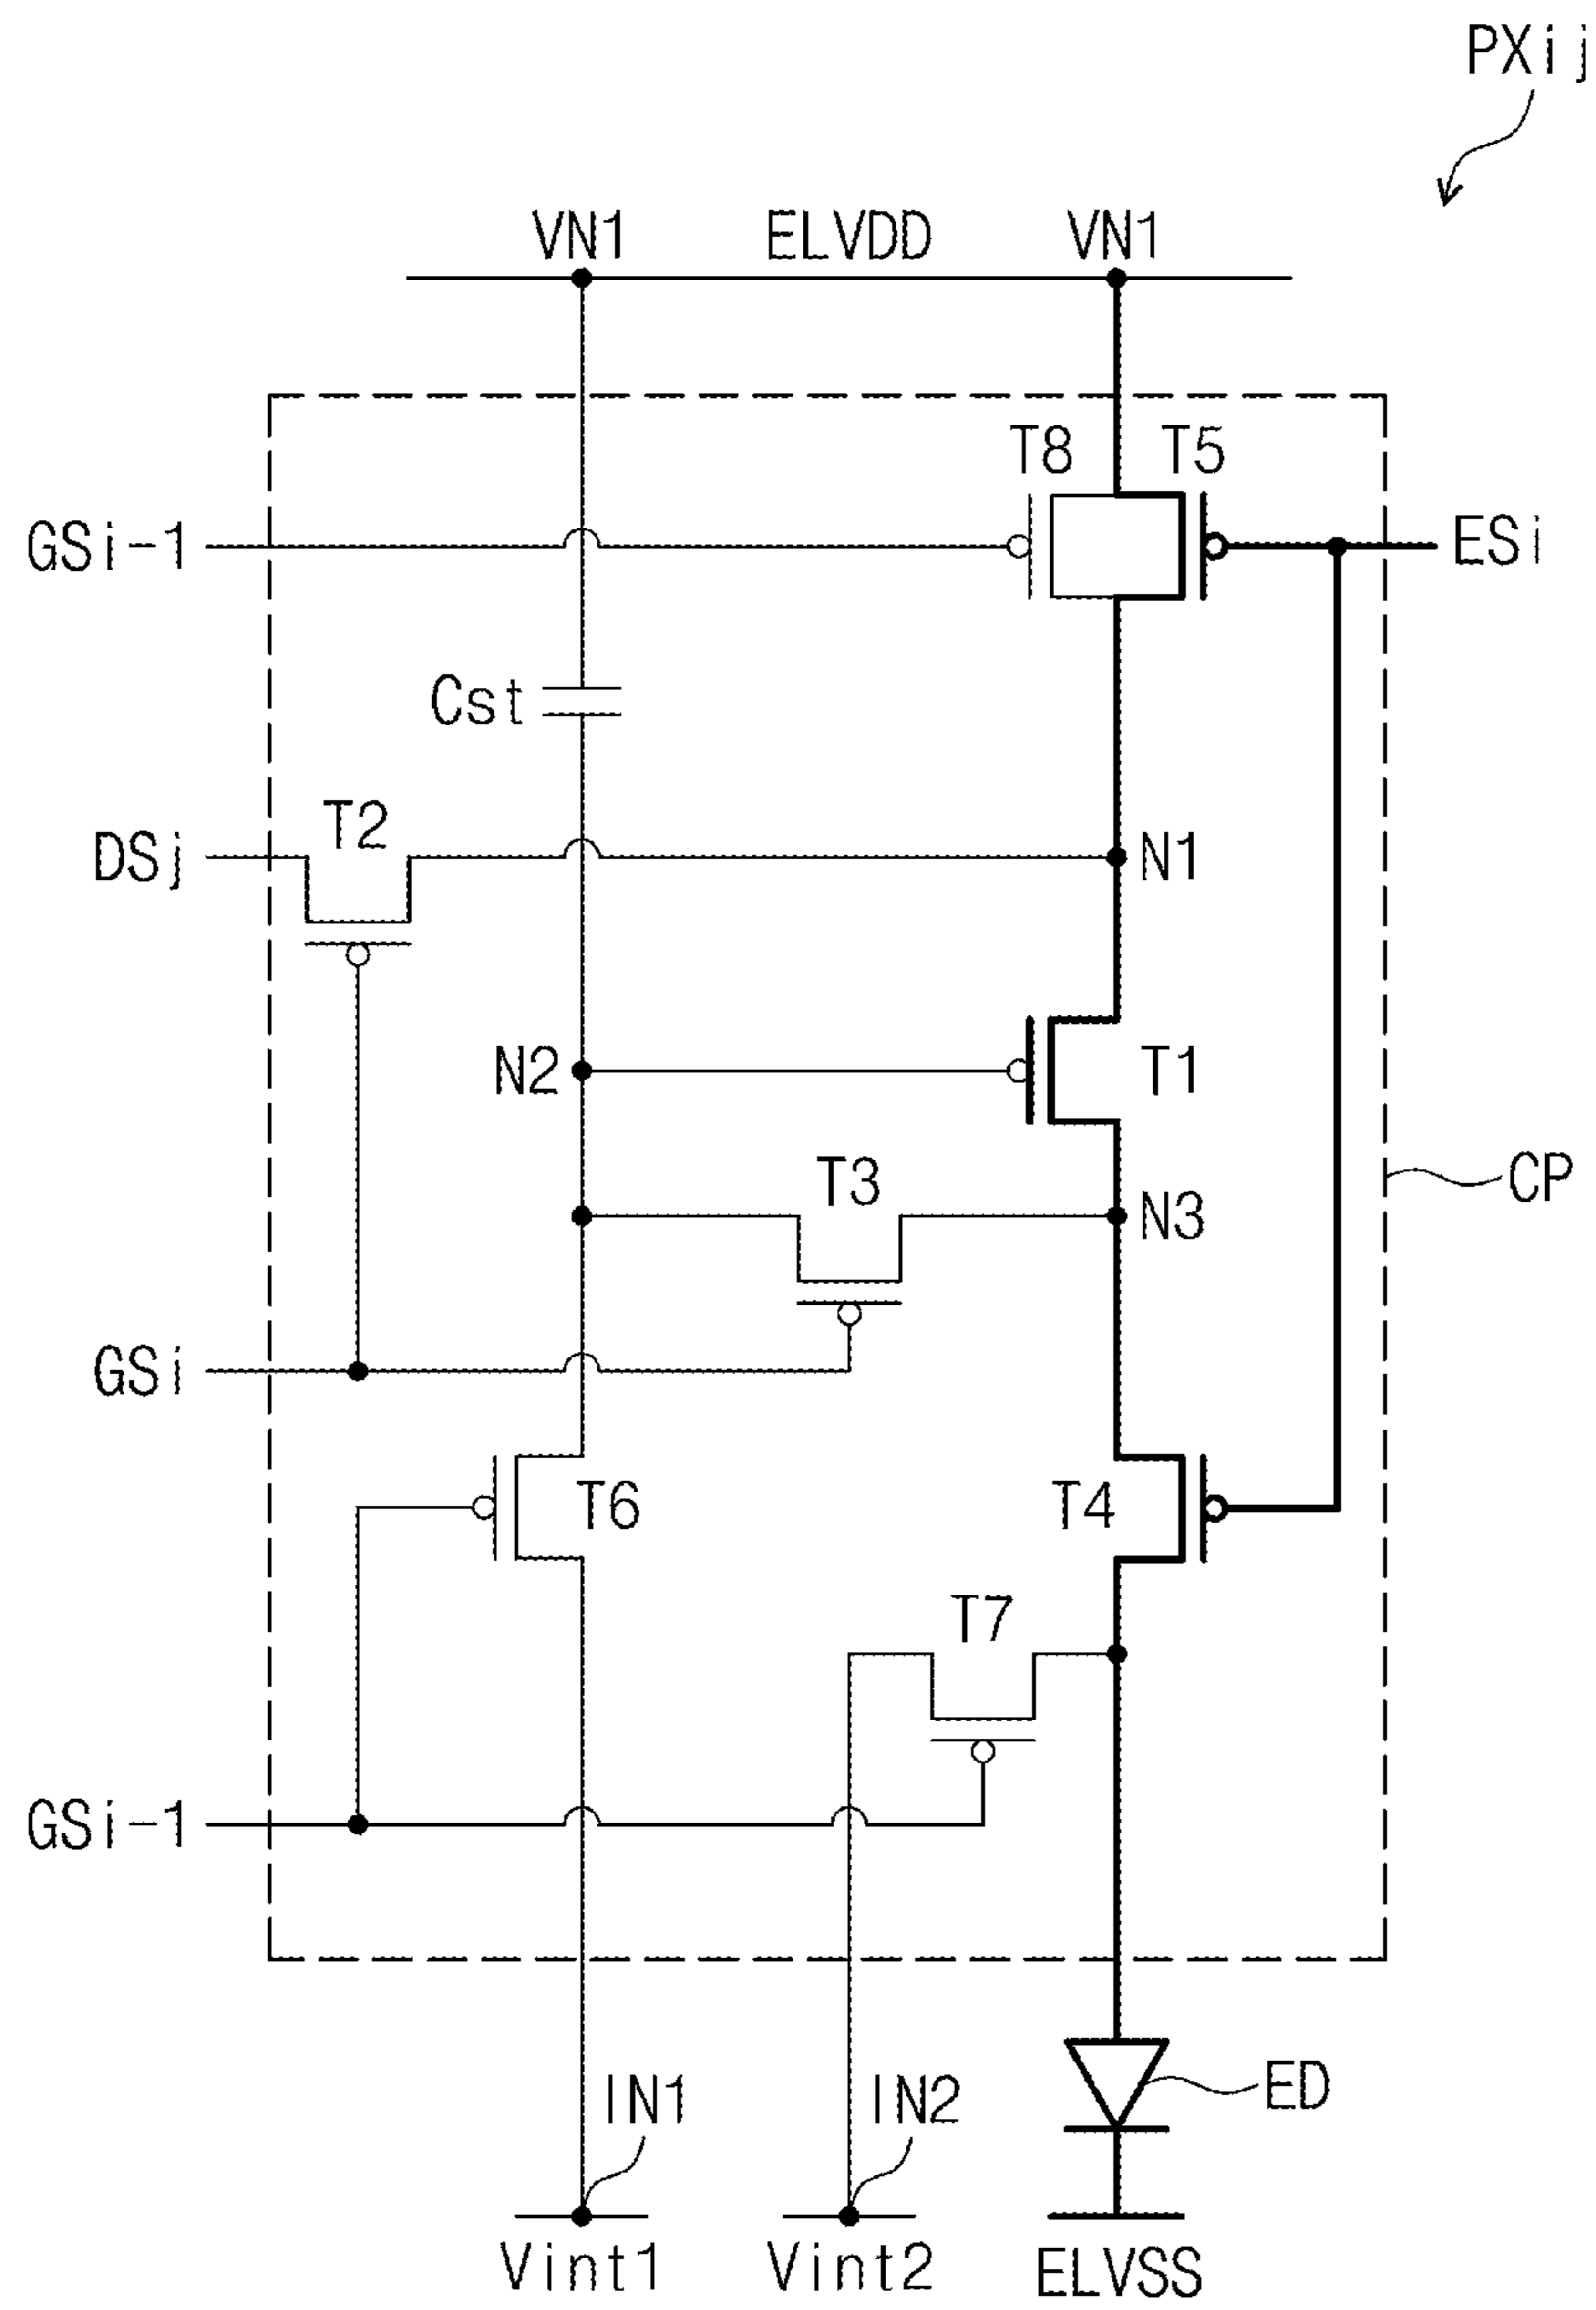 PXij
VN1 ELVDD VN1
T8 T5
GSi-1 ESi
Cst
T2
DSj N1
N2 T1
T3 CP
N3
GSi
T6 T4
T7
GSi-1
IN1 IN2 ED
Vint1 Vint2 ELVSS